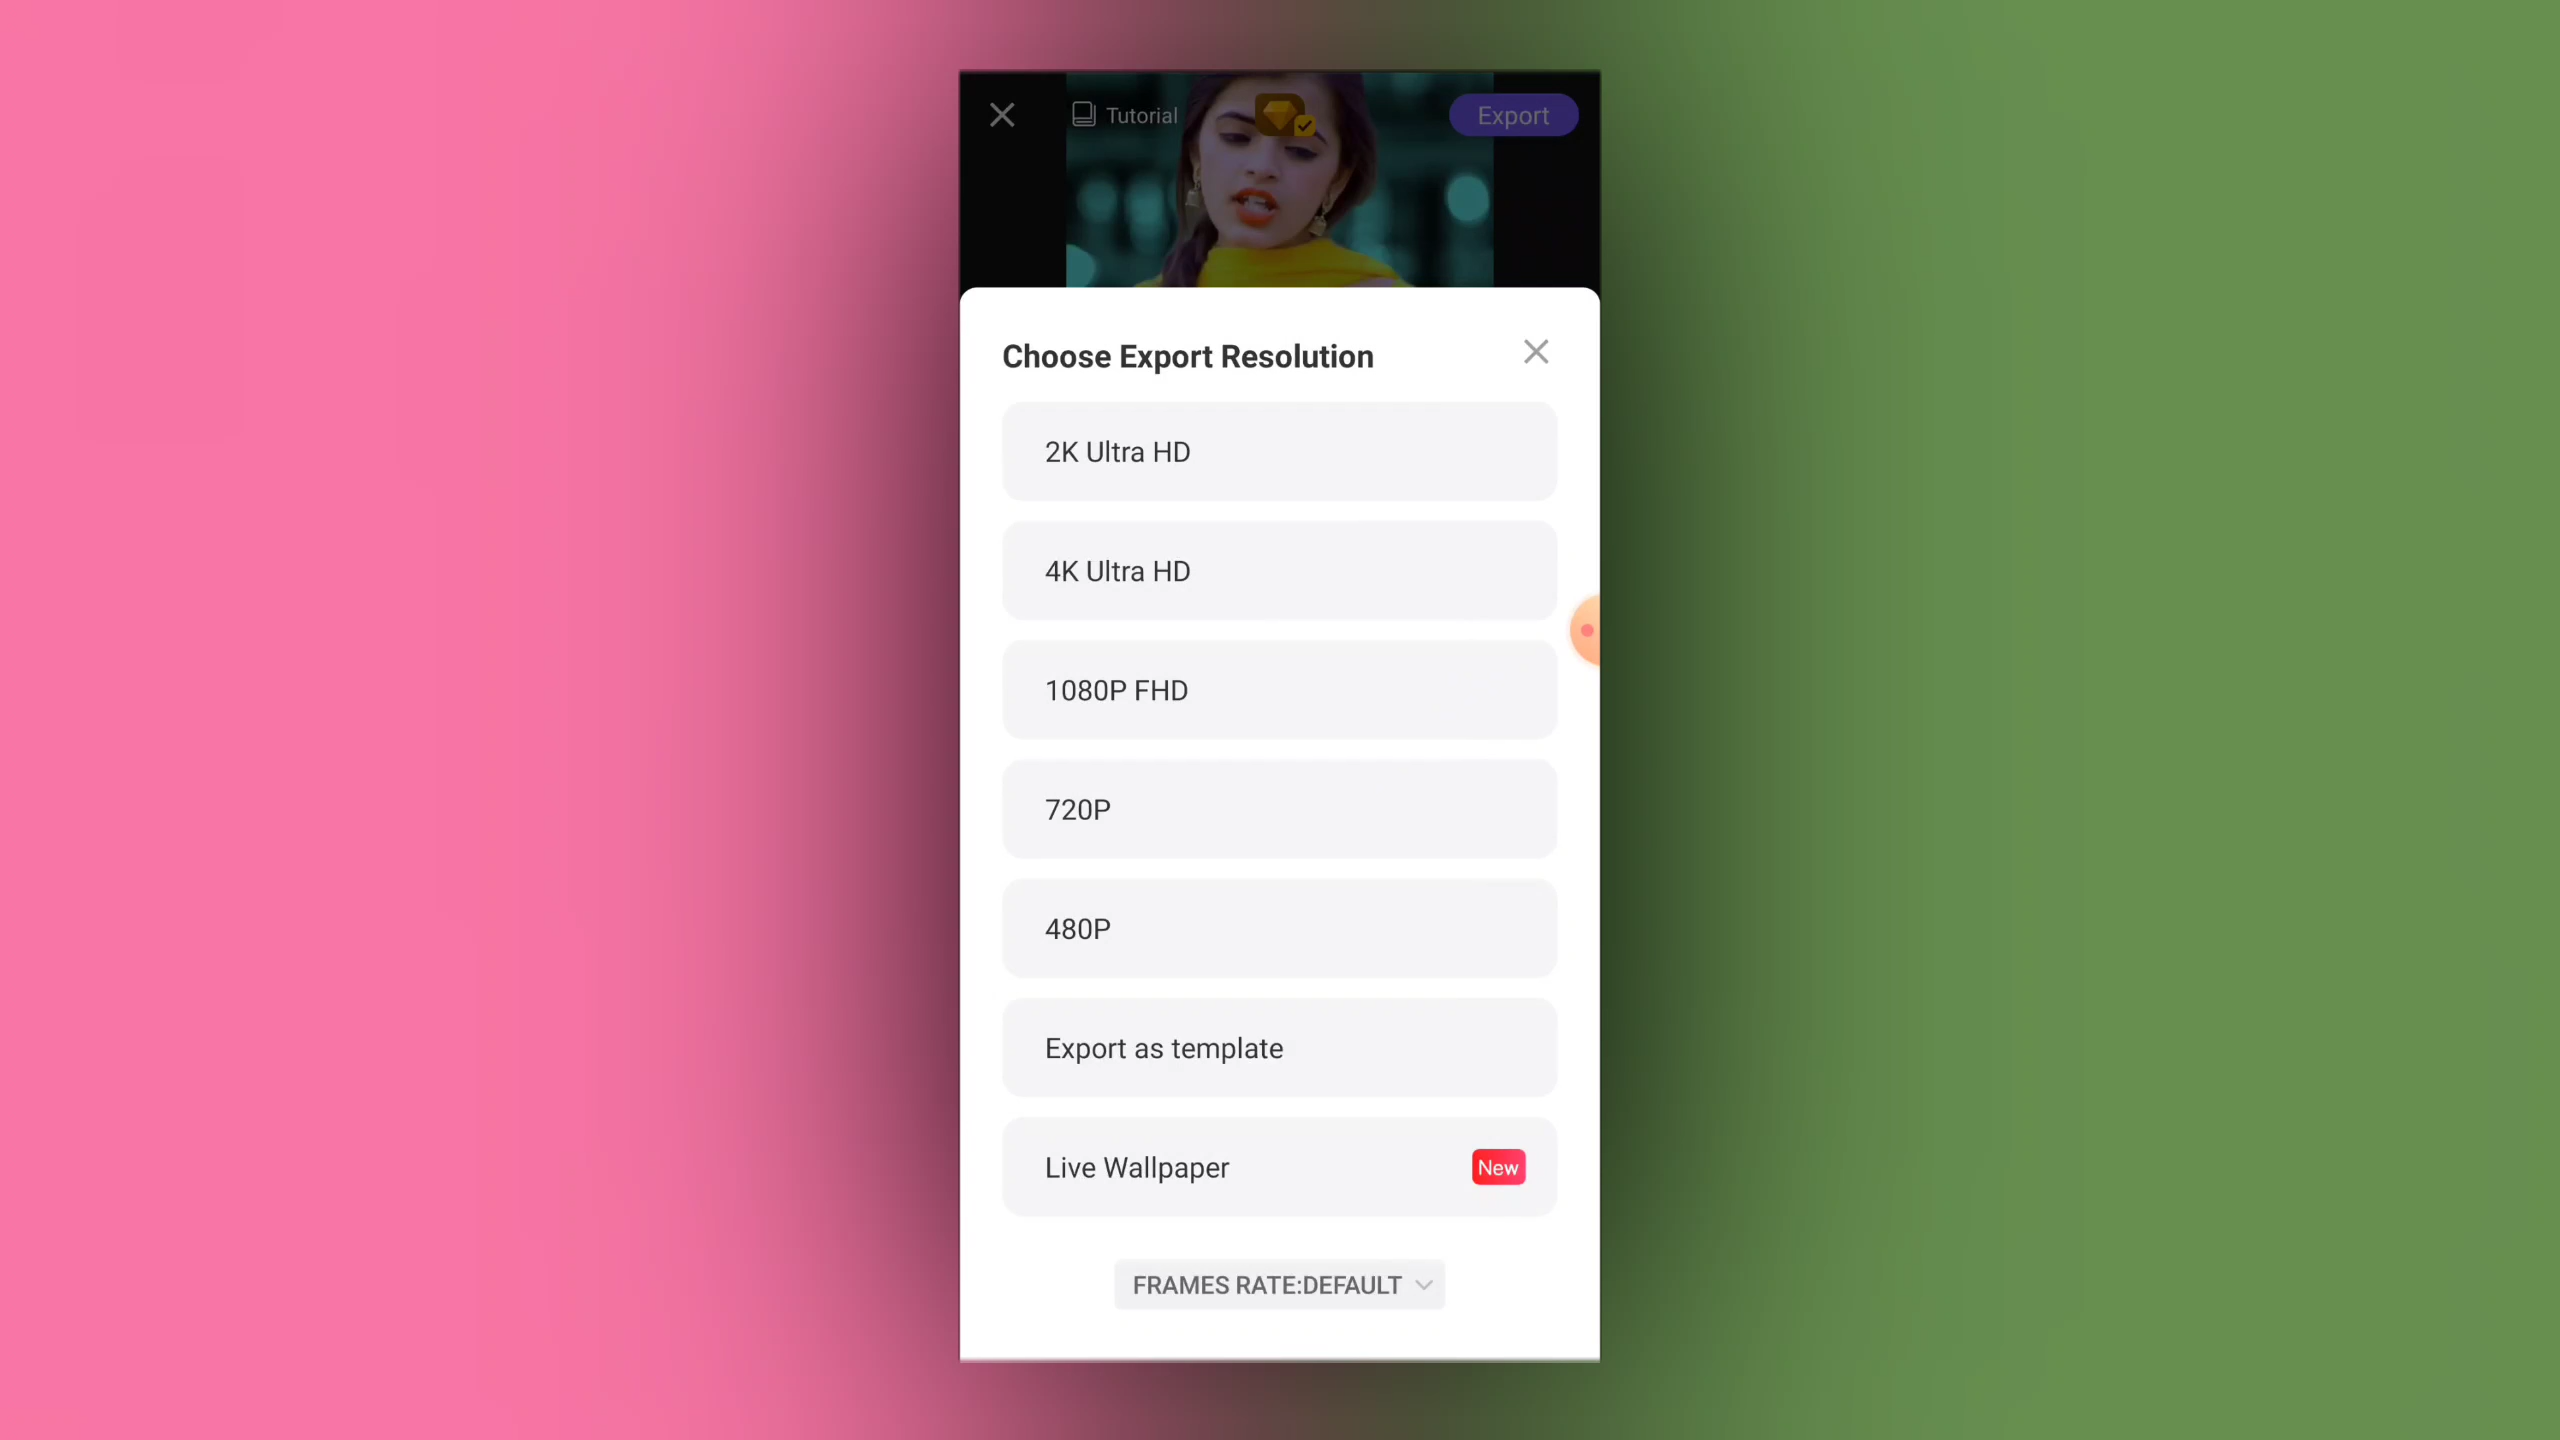 Tutorial
Export
Choose Export Resolution
2K Ultra HD
4K Ultra HD
1080P FHD
720P
480P
Export as template
Live Wallpaper
New
FRAMES RATE:DEFAULT